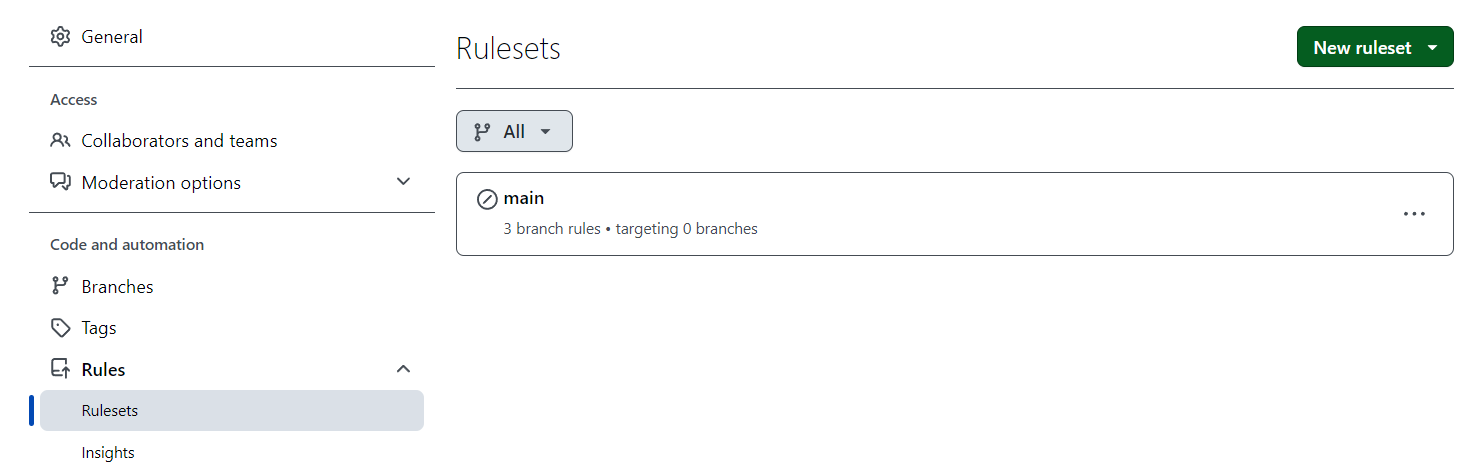 General
Access
Collaborators and teams
Moderation options
Code and automation
Branches
Tags
Rules
Rulesets
Insights
Rulesets
New ruleset
All
main
3 branch rules • targeting 0 branches